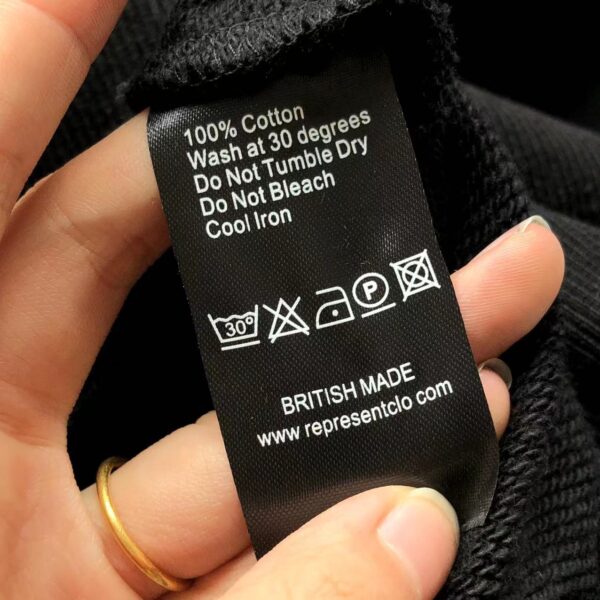 100% Cotton
Wash at 30 degrees
Do Not Tumble Dry
Do Not Bleach
Cool Iron
30°
P
BRITISH MADE
www.representclo.com